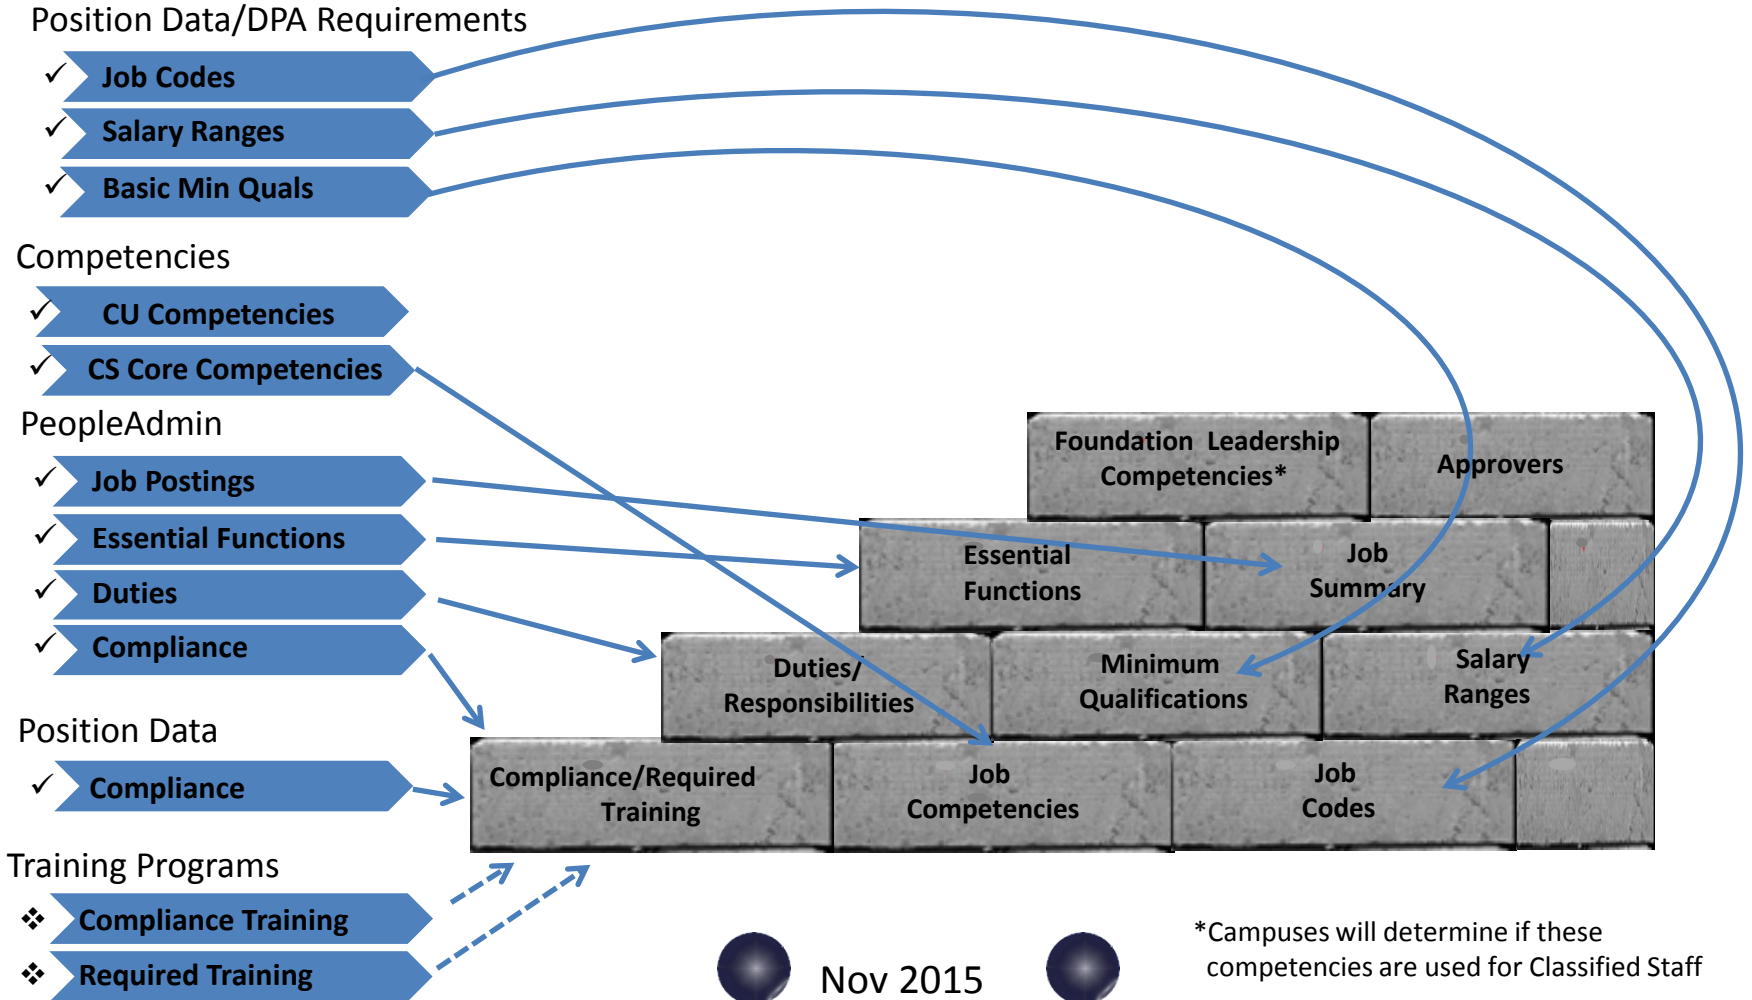 Position Data/DPA Requirements
✓ Job Codes
✓ Salary Ranges
✓ Basic Min Quals
Competencies
✓ CU Competencies
✓ CS Core Competencies
PeopleAdmin
✓ Job Postings
✓ Essential Functions
✓ Duties
✓ Compliance
Position Data
✓ Compliance
Training Programs
❖ Compliance Training
❖ Required Training
Foundation Leadership
Competencies*
Approvers
Essential
Functions
Job
Summary
Duties/
Responsibilities
Minimum
Qualifications
Salary
Ranges
Compliance/Required
Training
Job
Competencies
Job
Codes
Nov 2015
*Campuses will determine if these
competencies are used for Classified Staff